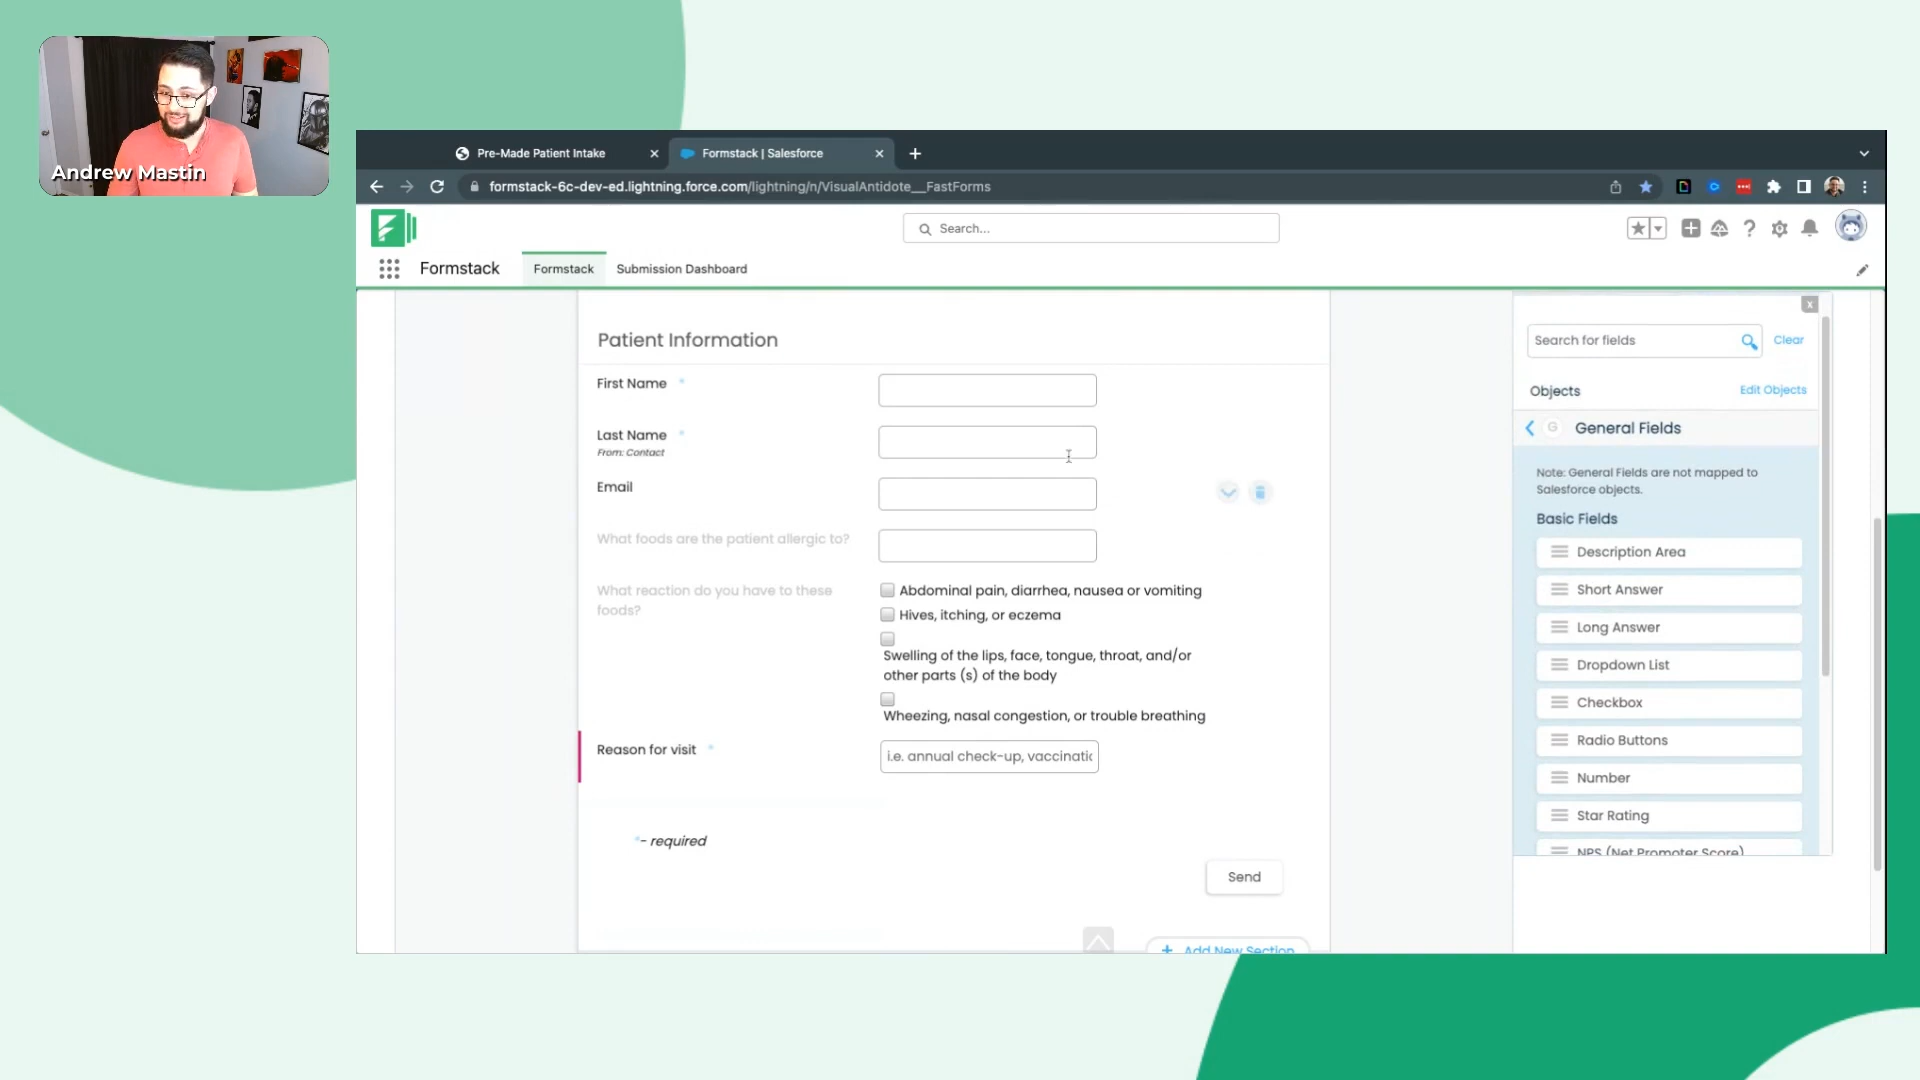 Andrew Mastin
Pre-Made Patient Intake
Formstack | Salesforce
formstack-6c-dev-ed.lightning.force.com/lightning/n/VisualAntidote__FastForms
Search...
Formstack
Formstack
Submission Dashboard
Patient Information
First Name *
Last Name *
From: Contact
Email
What foods are the patient allergic to?
What reaction do you have to these
foods?
Abdominal pain, diarrhea, nausea or vomiting
Hives, itching, or eczema
Swelling of the lips, face, tongue, throat, and/or
other parts (s) of the body
Wheezing, nasal congestion, or trouble breathing
Reason for visit *
i.e. annual check-up, vaccinatic
*- required
Send
+ Add New Section
x
Search for fields
Clear
Objects
Edit Objects
G
General Fields
Note: General Fields are not mapped to
Salesforce objects.
Basic Fields
Description Area
Short Answer
Long Answer
Dropdown List
Checkbox
Radio Buttons
Number
Star Rating
NPS (Net Promoter Score)